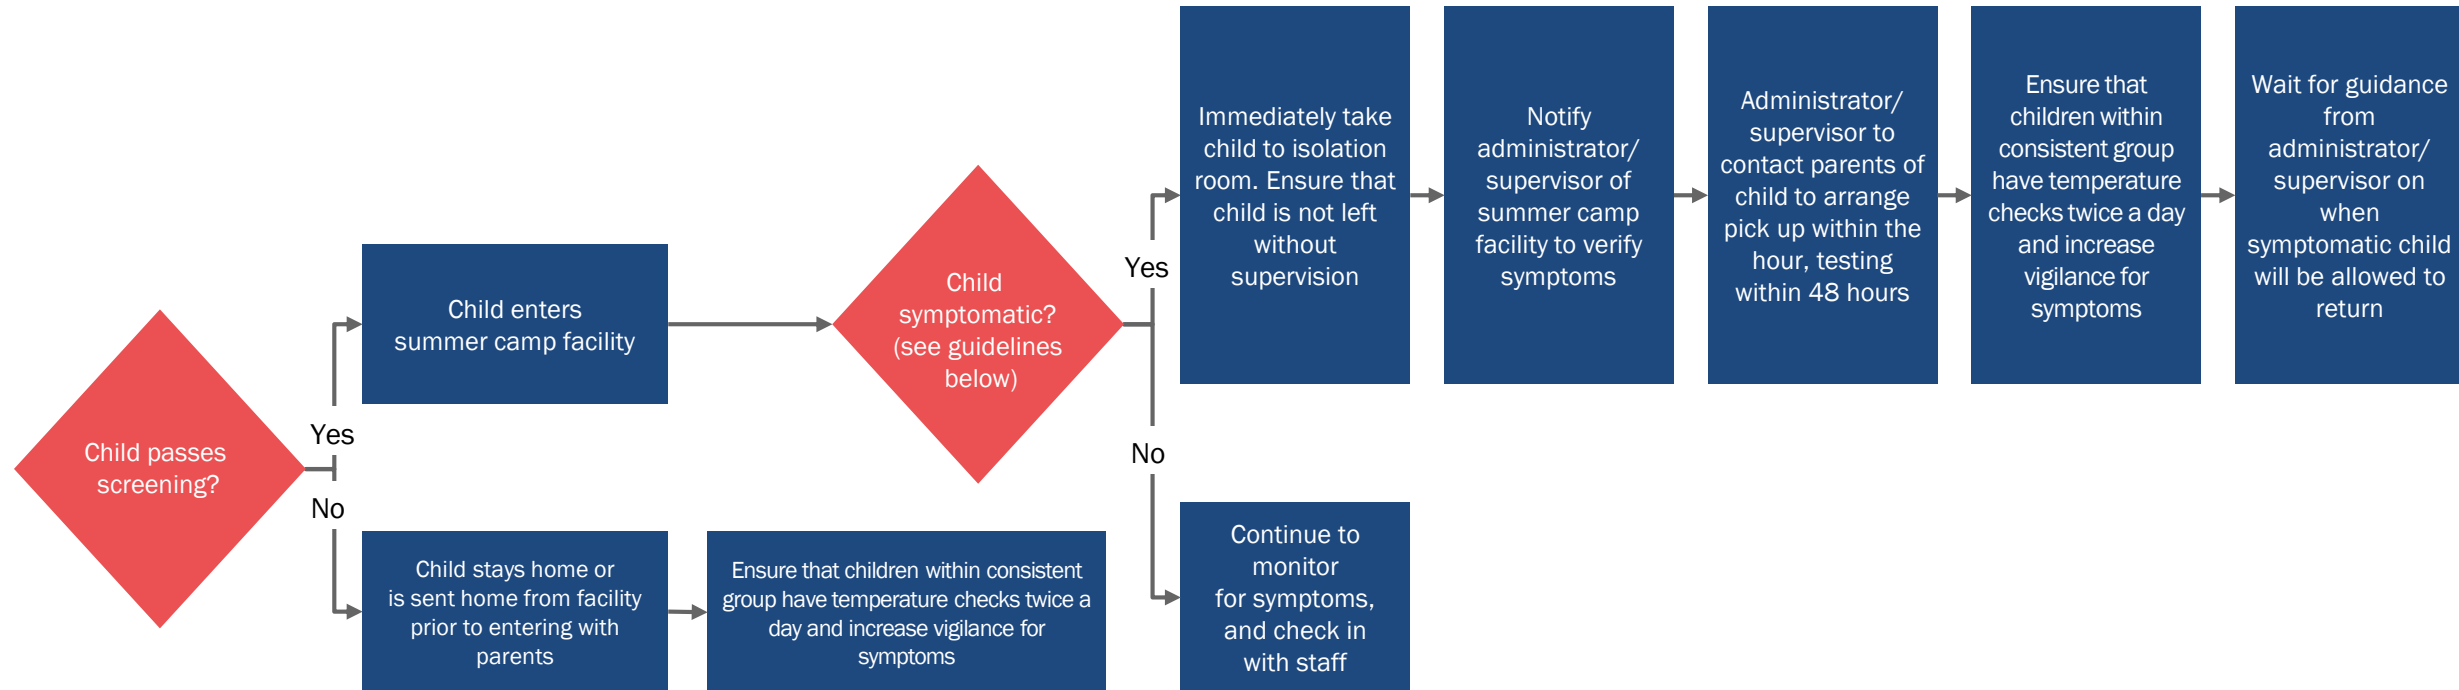 Child passes
screening?
Yes
No
Child enters
summer camp facility
Child stays home or
is sent home from facility
prior to entering with
parents
Ensure that children within consistent
group have temperature checks twice a
day and increase vigilance for
symptoms
Child
symptomatic?
(see guidelines
below)
Yes
No
Immediately take
child to isolation
room. Ensure that
child is not left
without
supervision
Notify
administrator/
supervisor of
summer camp
facility to verify
symptoms
Administrator/
supervisor to
contact parents of
child to arrange
pick up within the
hour, testing
within 48 hours
Ensure that
children within
consistent group
have temperature
checks twice a day
and increase
vigilance for
symptoms
Wait for guidance
from
administrator/
supervisor on
when
symptomatic child
will be allowed to
return
Continue to
monitor
for symptoms,
and check in
with staff